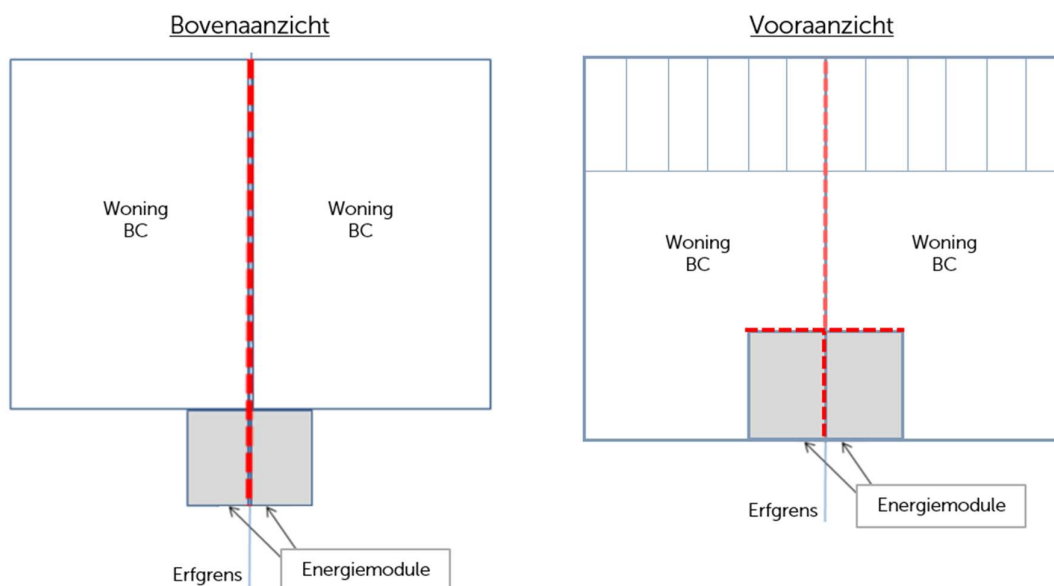 Bovenaanzicht
Woning
BC
Woning
BC
Erfgrens
Energiemodule
Vooraanzicht
Woning
BC
Woning
BC
Erfgrens
Energiemodule